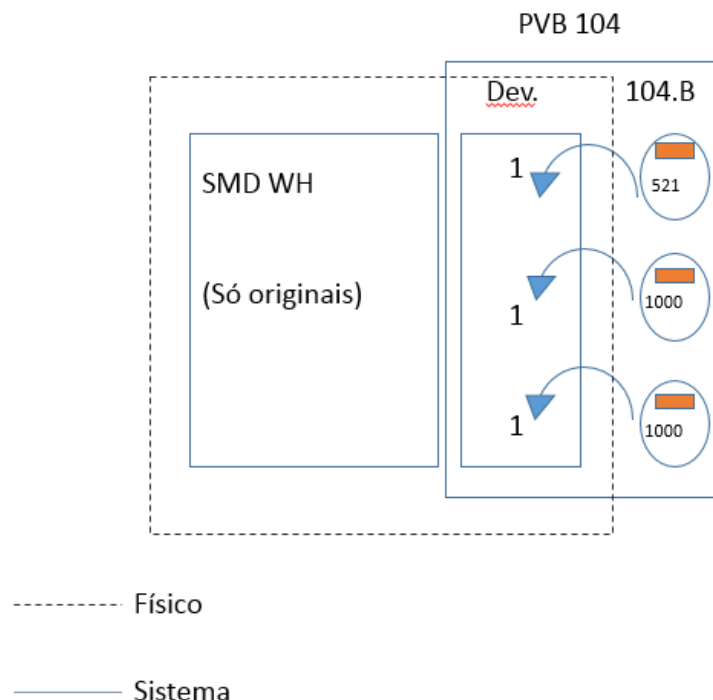 PVB 104
Dev.
104.B
SMD WH
(Só originais)
1
521
1
1000
1
1000
Físico
Sistema